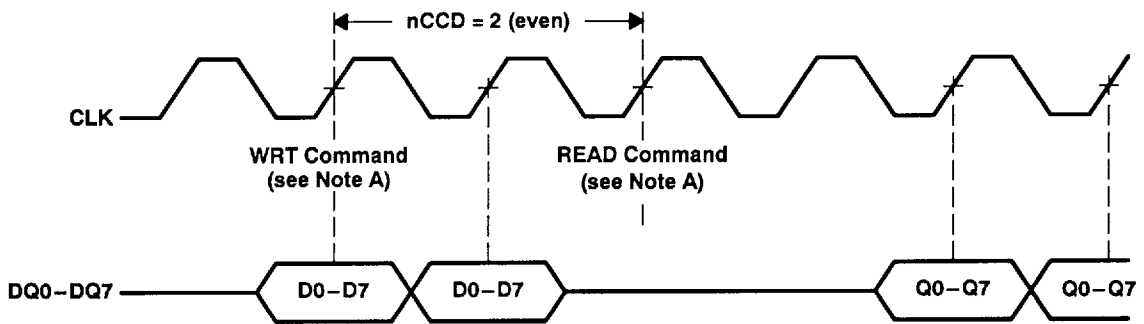 nCCD = 2 (even)
CLK
WRT Command
(see Note A)
READ Command
(see Note A)
DQ0–DQ7
D0–D7
D0–D7
Q0–Q7
Q0–Q7